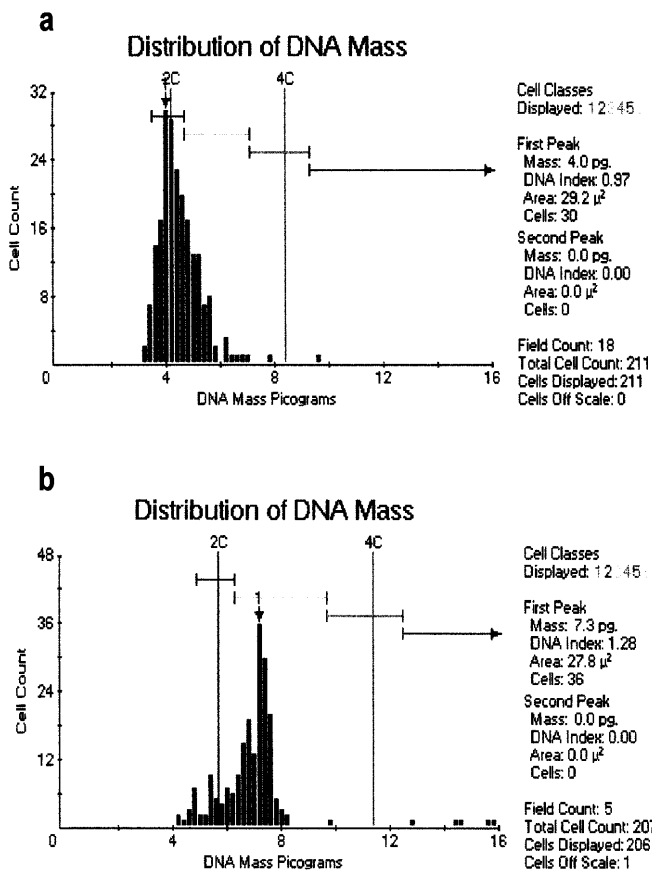 a
Distribution of DNA Mass
2C
4C
32
24
16
8
0
4
8
12
16
Cell Count
DNA Mass Picograms
Cell Classes
Displayed: 12345
First Peak
Mass: 4.0 pg.
DNA Index: 0.97
Area: 29.2 µ²
Cells: 30
Second Peak
Mass: 0.0 pg.
DNA Index: 0.00
Area: 0.0 µ²
Cells: 0
Field Count: 18
Total Cell Count: 211
Cells Displayed: 211
Cells Off Scale: 0
b
Distribution of DNA Mass
2C
4C
48
36
24
12
1
0
4
8
12
16
Cell Count
DNA Mass Picograms
Cell Classes
Displayed: 12345
First Peak
Mass: 7.3 pg.
DNA Index: 1.28
Area: 27.8 µ²
Cells: 36
Second Peak
Mass: 0.0 pg.
DNA Index: 0.00
Area: 0.0 µ²
Cells: 0
Field Count: 5
Total Cell Count: 207
Cells Displayed: 206
Cells Off Scale: 1